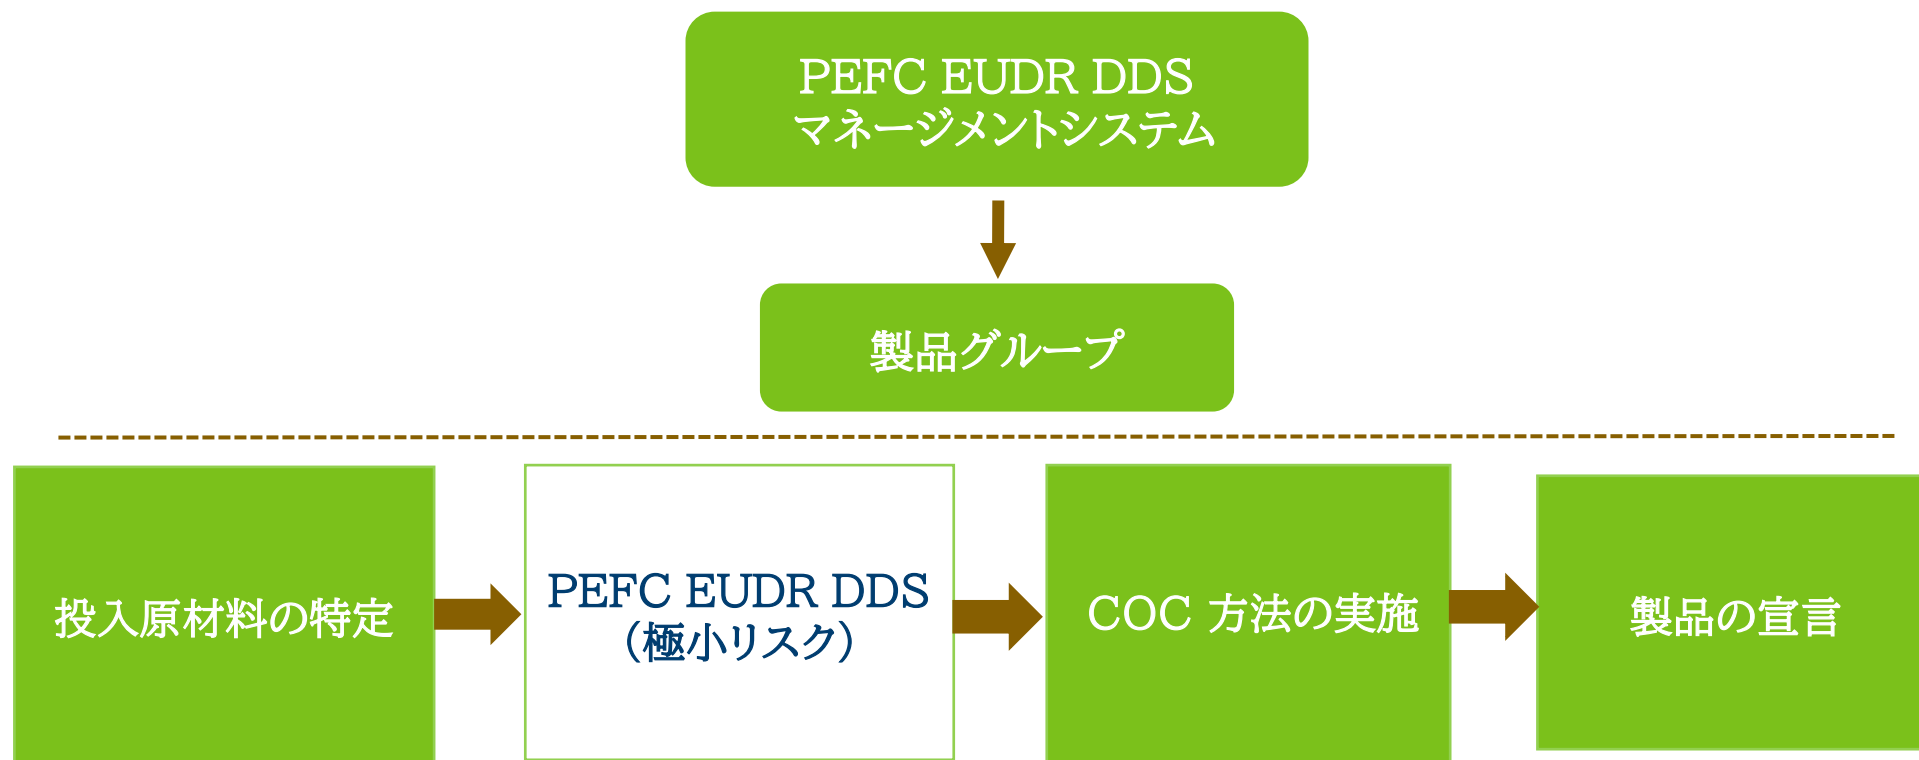 PEFC EUDR DDS
マネージメントシステム
製品グループ
投入原材料の特定
PEFC EUDR DDS
（極小リスク）
COC 方法の実施
製品の宣言